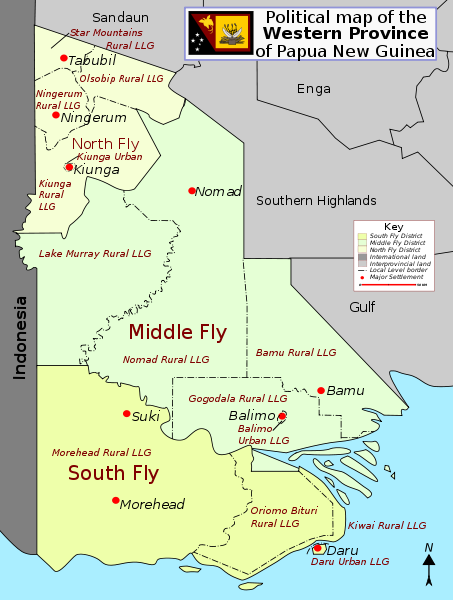 Sandaun
Political map of the
Western Province
of Papua New Guinea
Star Mountains
Rural LLG
Tabubil
Olsobip Rural LLG
Enga
Ningerum
Rural LLG
Ningerum
North Fly
Kiunga Urban
Kiunga
Kiunga
Rural
LLG
Nomad
Southern Highlands
Key
South Fly District
Middle Fly District
North Fly District
International land
Interprovincial land
Local Level border
Major Settlement
Lake Murray Rural LLG
Gulf
Indonesia
Middle Fly
Nomad Rural LLG
Bamu Rural LLG
Gogodala Rural LLG
Bamu
Suki
Balimo
Balimo
Urban LLG
Morehead Rural LLG
South Fly
Morehead
Oriomo Bituri
Rural LLG
Kiwai Rural LLG
Daru
Daru Urban LLG
N